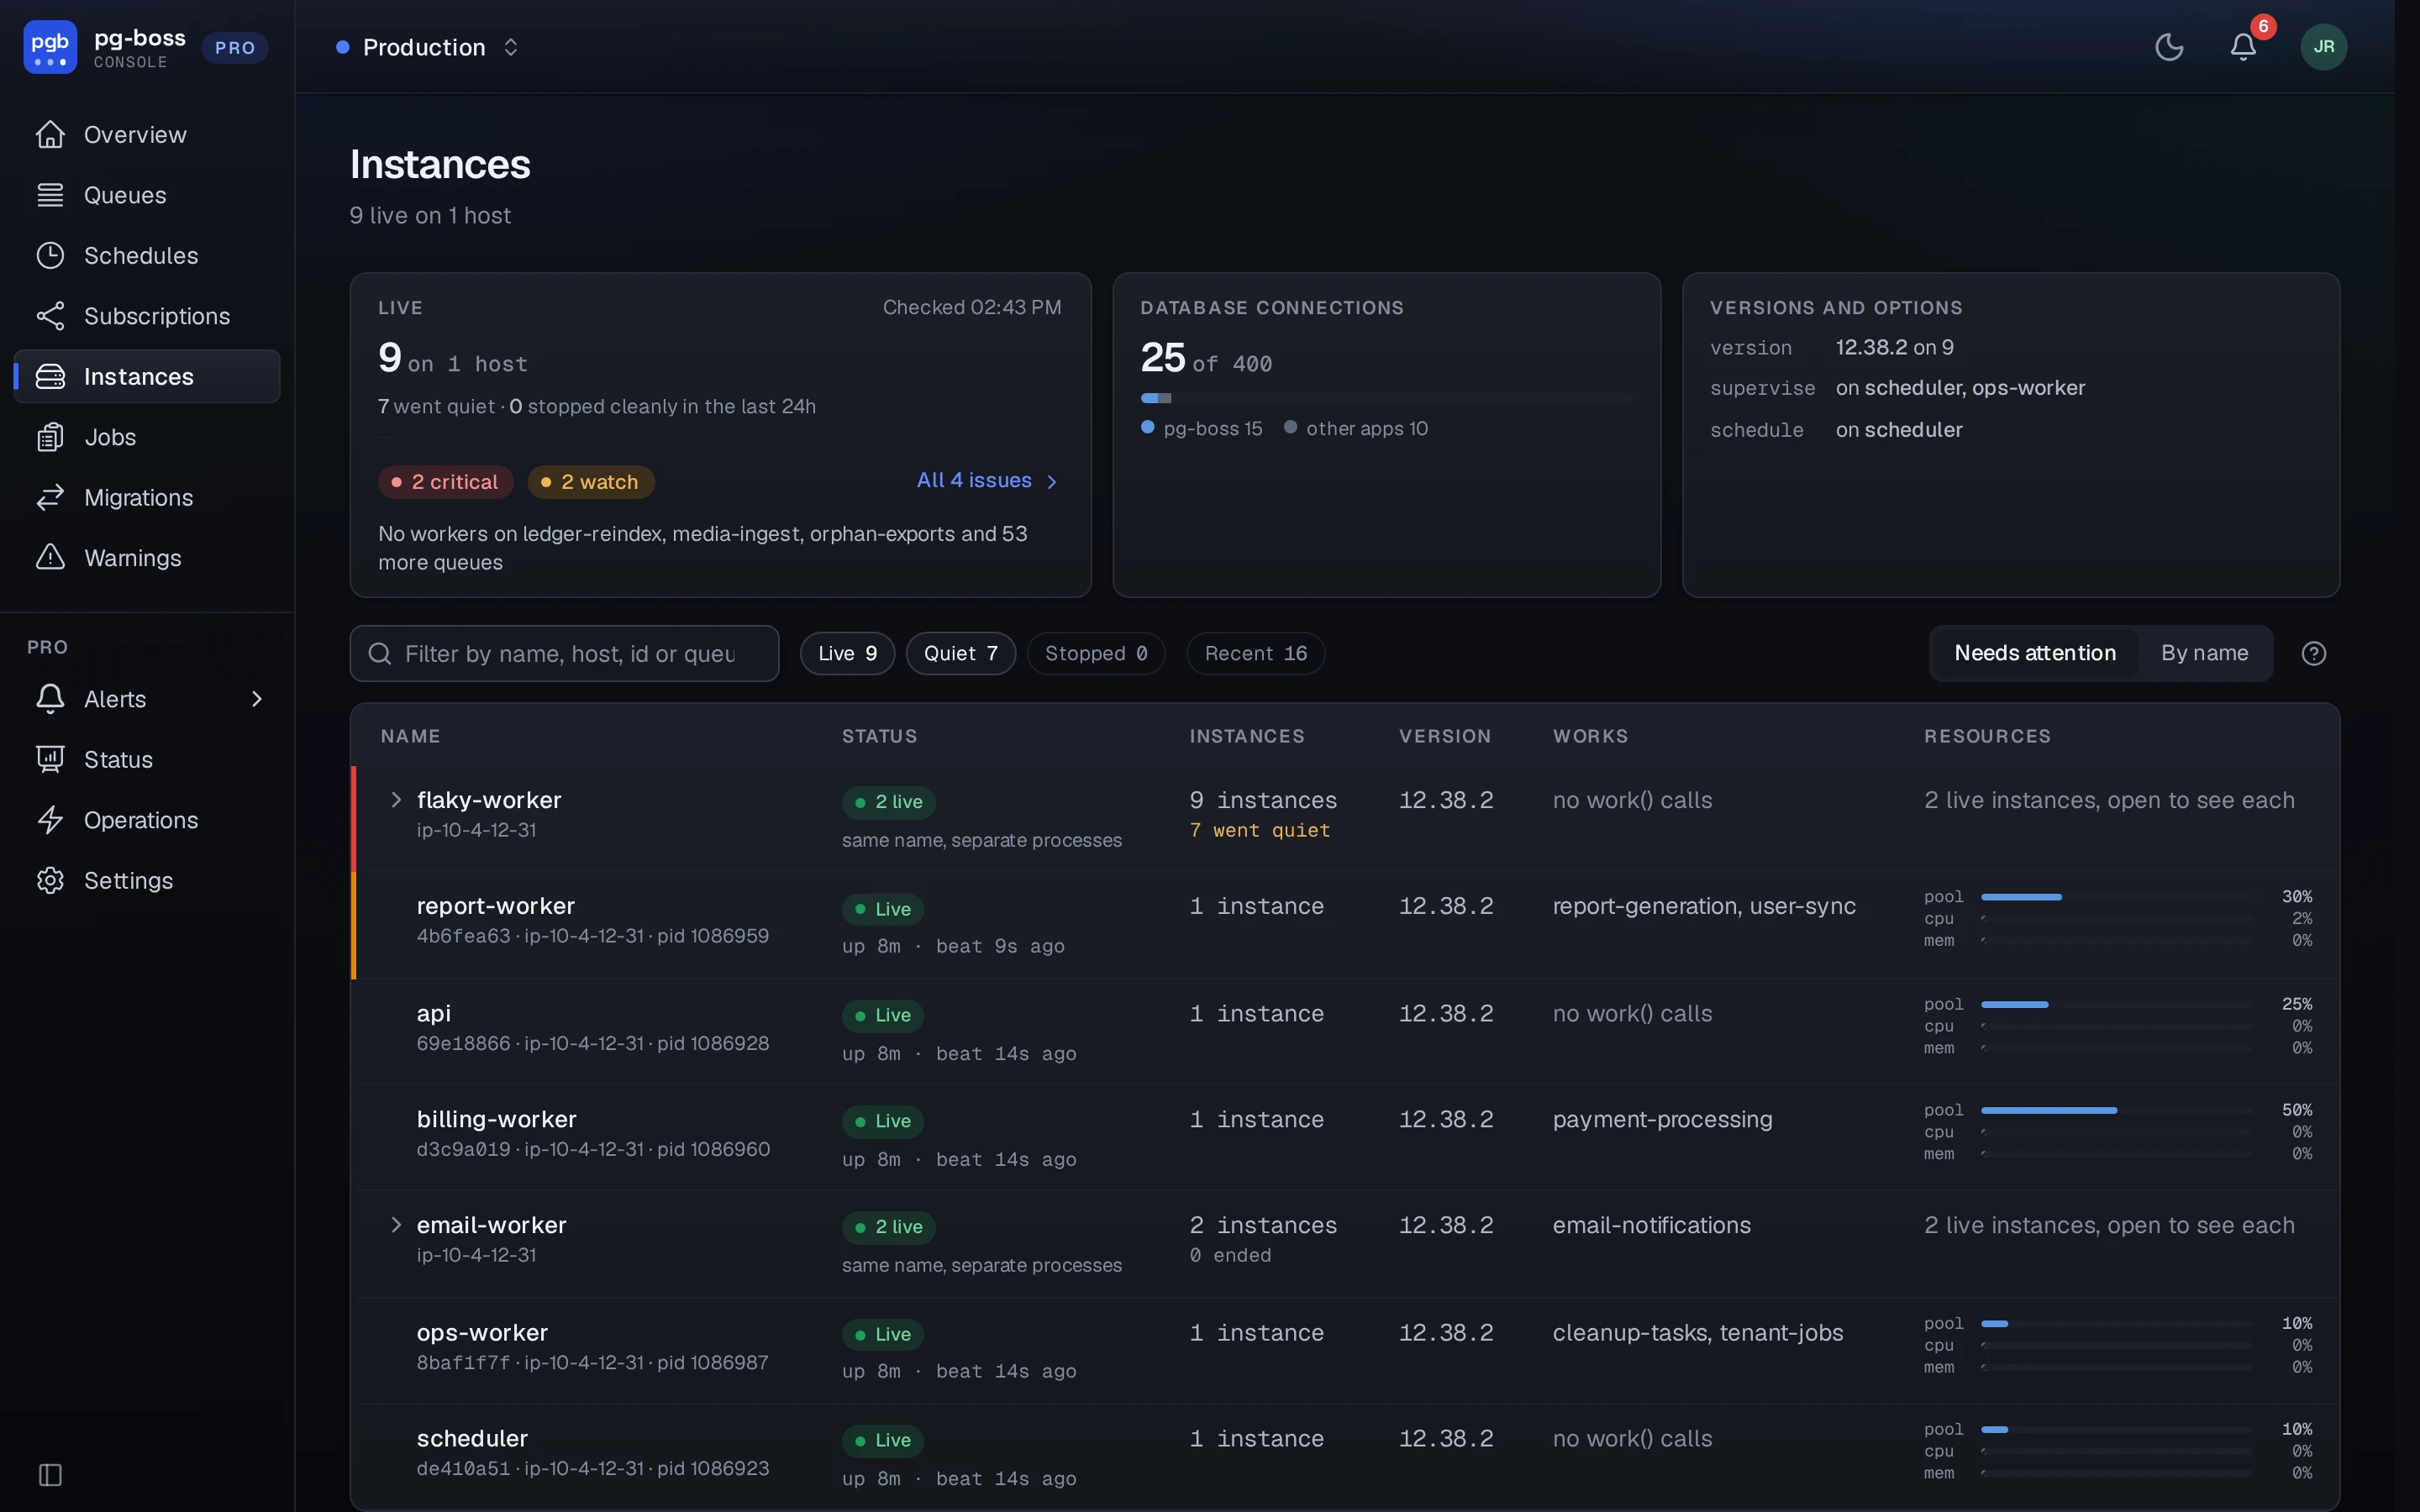 pgb
pg-boss
CONSOLE
PRO
Production
6
JR
Overview
Queues
Schedules
Subscriptions
Instances
Jobs
Migrations
Warnings
PRO
Alerts
Status
Operations
Settings
Instances
9 live on 1 host
LIVE
Checked 02:43 PM
9 on 1 host
7 went quiet · 0 stopped cleanly in the last 24h
2 critical
2 watch
All 4 issues
No workers on ledger-reindex, media-ingest, orphan-exports and 53
more queues
DATABASE CONNECTIONS
25 of 400
pg-boss 15
other apps 10
VERSIONS AND OPTIONS
version 12.38.2 on 9
supervise on scheduler, ops-worker
schedule on scheduler
Filter by name, host, id or queu
Live 9
Quiet 7
Stopped 0
Recent 16
Needs attention
By name
NAME STATUS INSTANCES VERSION WORKS RESOURCES
flaky-worker 2 live 9 instances 12.38.2 no work() calls 2 live instances, open to see each
ip-10-4-12-31 same name, separate processes 7 went quiet
report-worker Live 1 instance 12.38.2 report-generation, user-sync
4b6fea63 · ip-10-4-12-31 · pid 1086959 up 8m · beat 9s ago
pool 30%
cpu 2%
mem 0%
api Live 1 instance 12.38.2 no work() calls
69e18866 · ip-10-4-12-31 · pid 1086928 up 8m · beat 14s ago
pool 25%
cpu 0%
mem 0%
billing-worker Live 1 instance 12.38.2 payment-processing
d3c9a019 · ip-10-4-12-31 · pid 1086960 up 8m · beat 14s ago
pool 50%
cpu 0%
mem 0%
email-worker 2 live 2 instances 12.38.2 email-notifications 2 live instances, open to see each
ip-10-4-12-31 same name, separate processes 0 ended
ops-worker Live 1 instance 12.38.2 cleanup-tasks, tenant-jobs
8baf1f7f · ip-10-4-12-31 · pid 1086987 up 8m · beat 14s ago
pool 10%
cpu 0%
mem 0%
scheduler Live 1 instance 12.38.2 no work() calls
de410a51 · ip-10-4-12-31 · pid 1086923 up 8m · beat 14s ago
pool 10%
cpu 0%
mem 0%